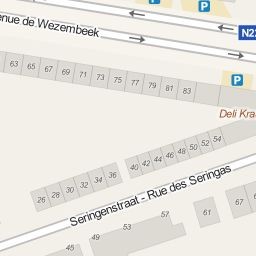 P
P
enue de Wezembeek
N22
63 65 67 69 71 73 75 77 79 81 83
P
Deli Kra
40 42 44 46 48 50 52 54
26 28 30 32 34 36
Seringenstraat - Rue des Seringas
45 53 57 61 67